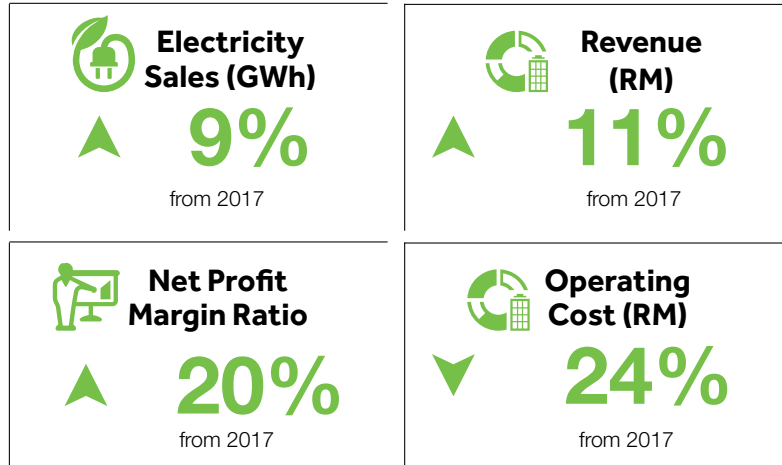 Electricity
Sales (GWh)
9%
from 2017
Revenue
(RM)
11%
from 2017
Net Profit
Margin Ratio
20%
from 2017
Operating
Cost (RM)
24%
from 2017